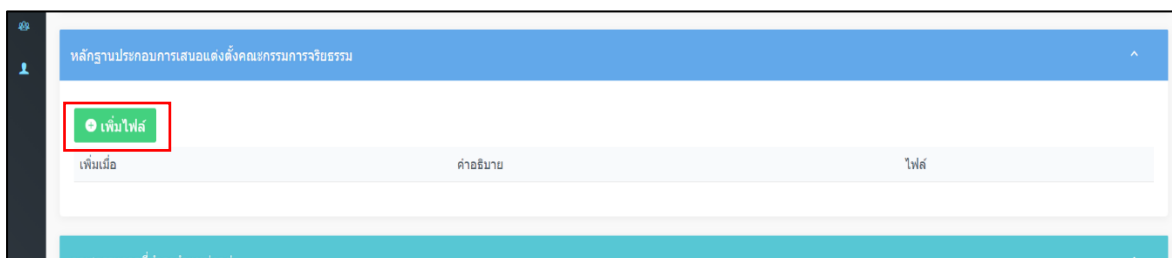 หลักฐานประกอบการเสนอแต่งตั้งคณะกรรมการจริยธรรม
เพิ่มไฟล์
เพิ่มเมื่อ คำอธิบาย ไฟล์